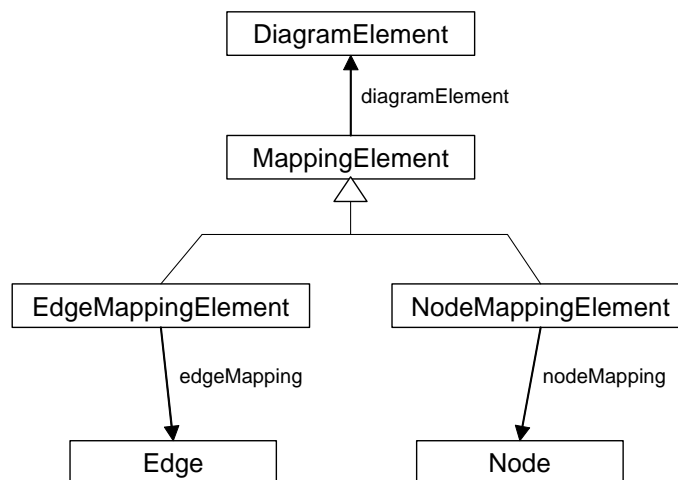 DiagramElement
diagramElement
MappingElement
EdgeMappingElement
NodeMappingElement
edgeMapping
nodeMapping
Edge
Node